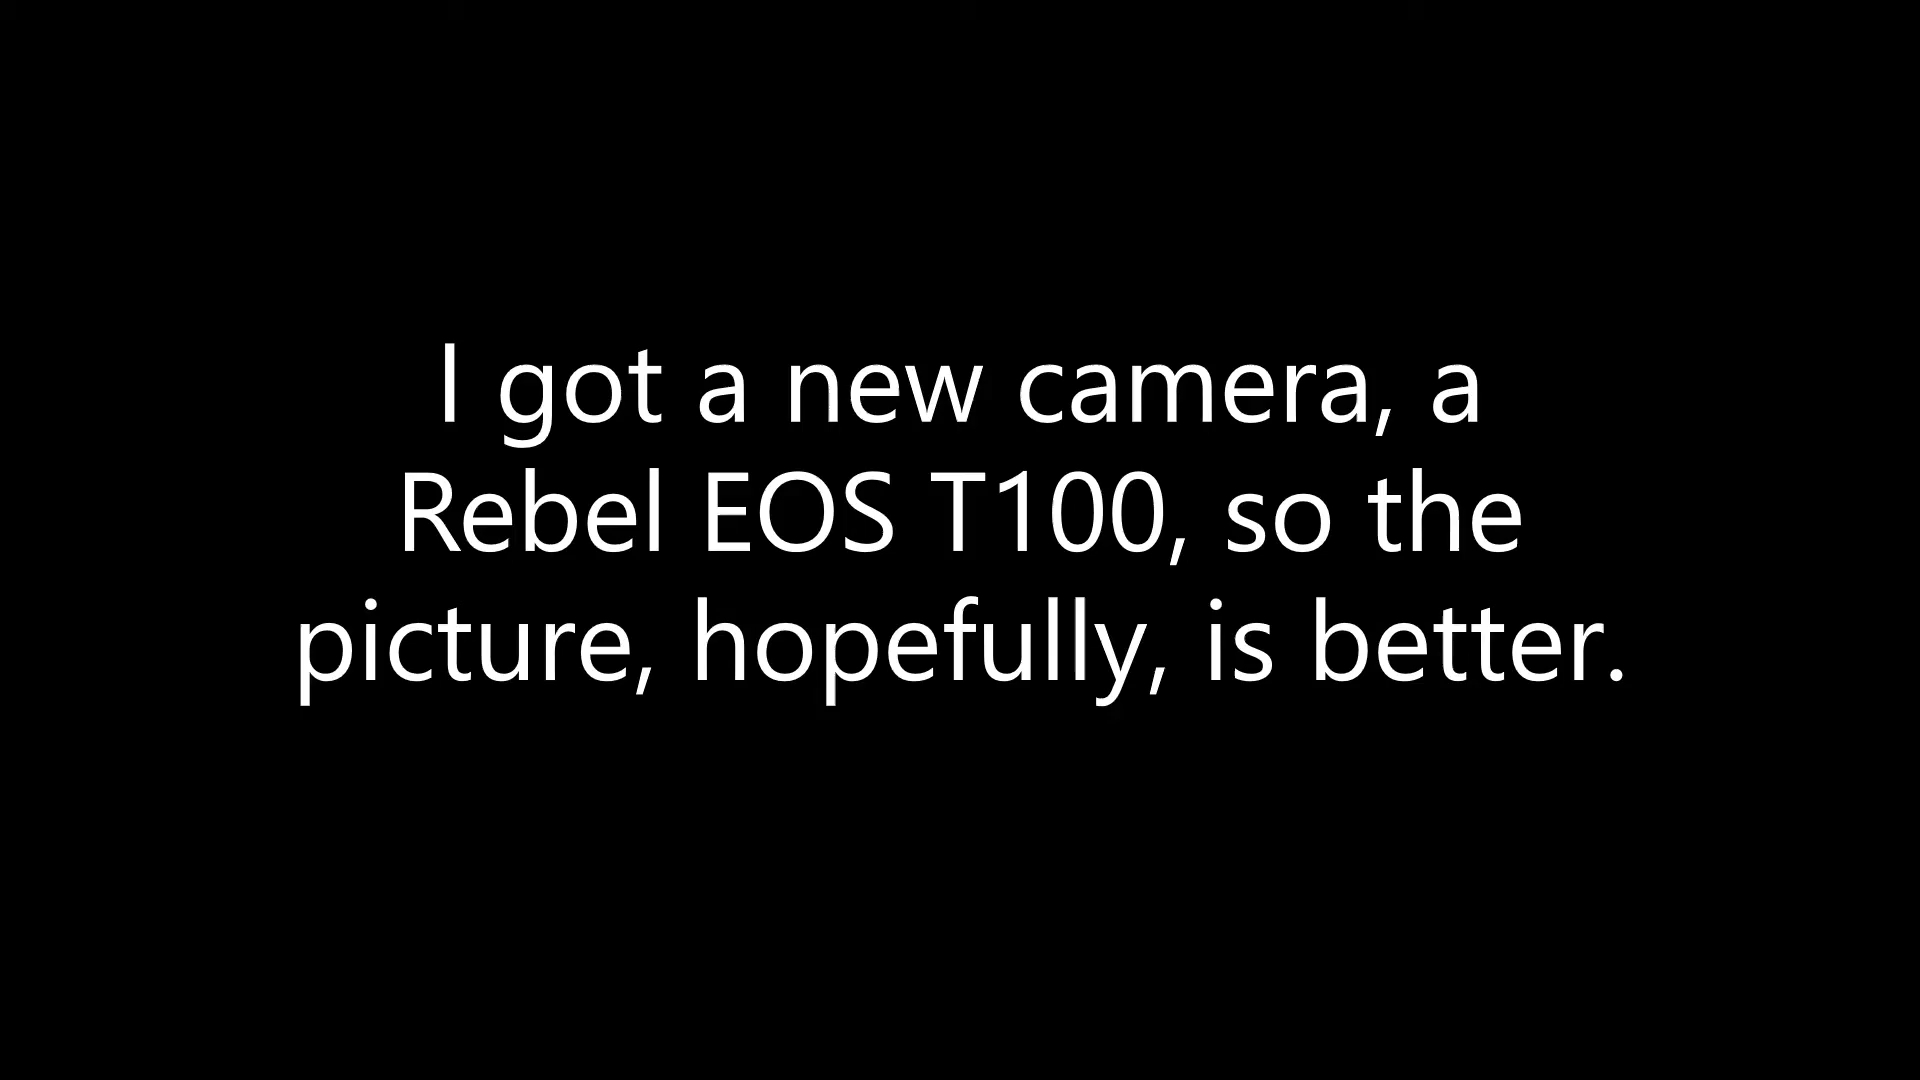 I got a new camera, a
Rebel EOS T100, so the
picture, hopefully, is better.